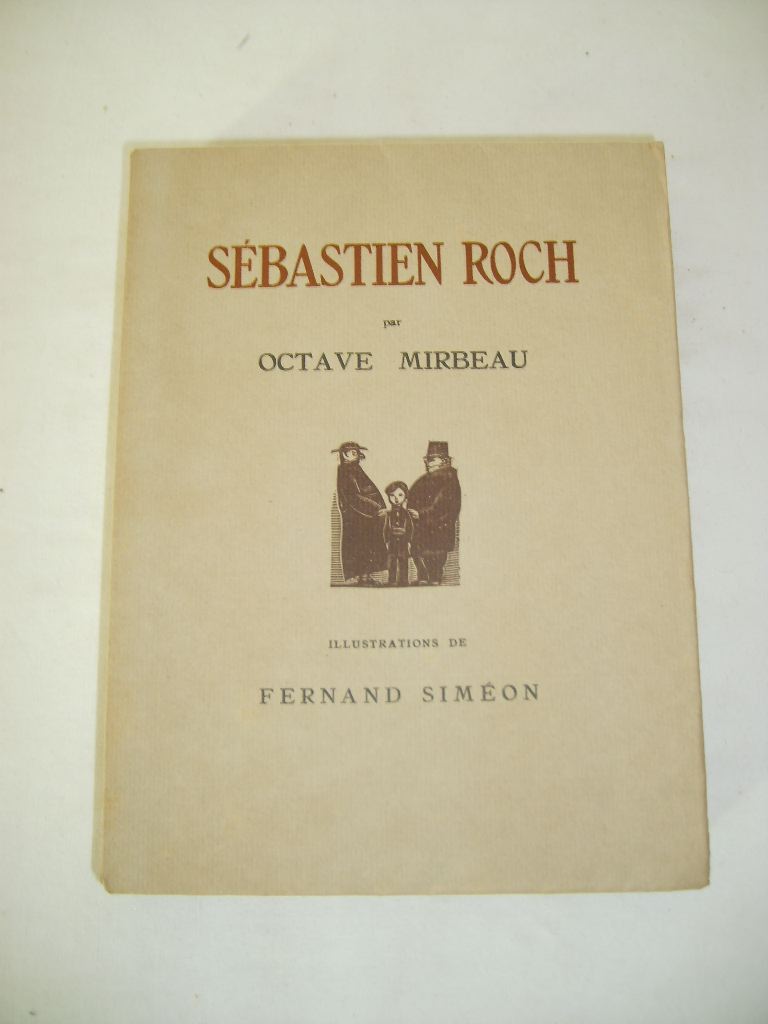 SÉBASTIEN ROCH
par
OCTAVE MIRBEAU
ILLUSTRATIONS DE
FERNAND SIMÉON